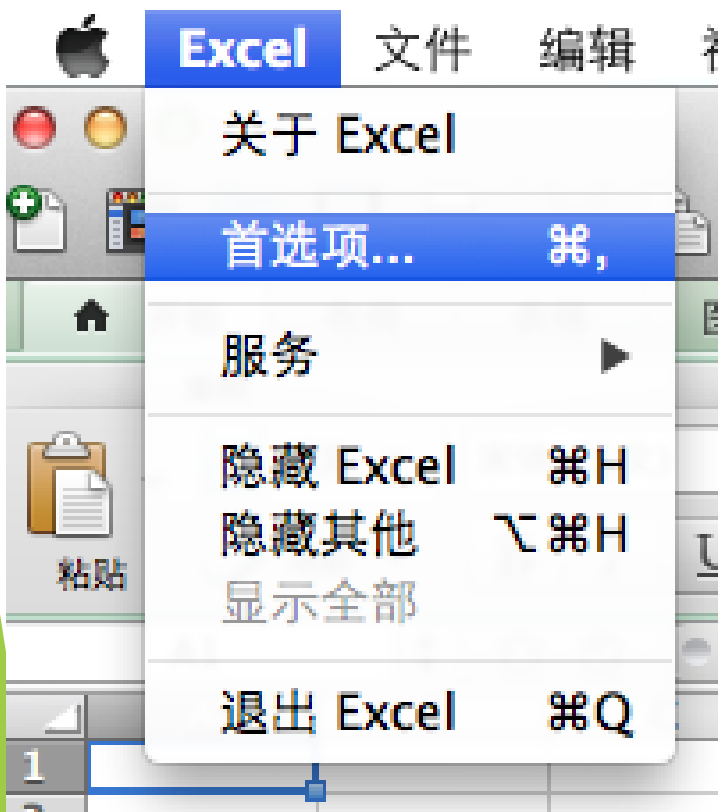 Excel 文件 编辑
关于 Excel
首选项... ⌘,
服务 ▶
隐藏 Excel ⌘H
隐藏其他 ⌥⌘H
显示全部
粘贴
U
退出 Excel ⌘Q
1